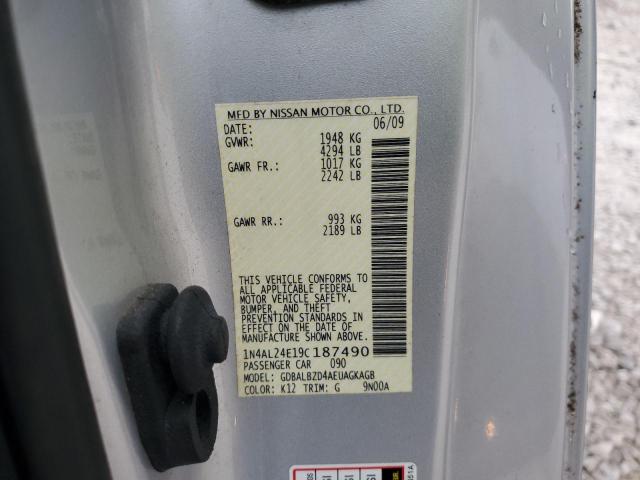 MFD BY NISSAN MOTOR CO., LTD.
DATE: 06/09
GVWR: 1948 KG
4294 LB
GAWR FR.: 1017 KG
2242 LB
GAWR RR.: 993 KG
2189 LB
THIS VEHICLE CONFORMS TO
ALL APPLICABLE FEDERAL
MOTOR VEHICLE SAFETY,
BUMPER, AND THEFT
PREVENTION STANDARDS IN
EFFECT ON THE DATE OF
MANUFACTURE SHOWN ABOVE.
1N4AL24E19C187490
PASSENGER CAR 090
MODEL: GDBALBZD4AEUAGKAGB
COLOR: K12 TRIM: G 9N00A